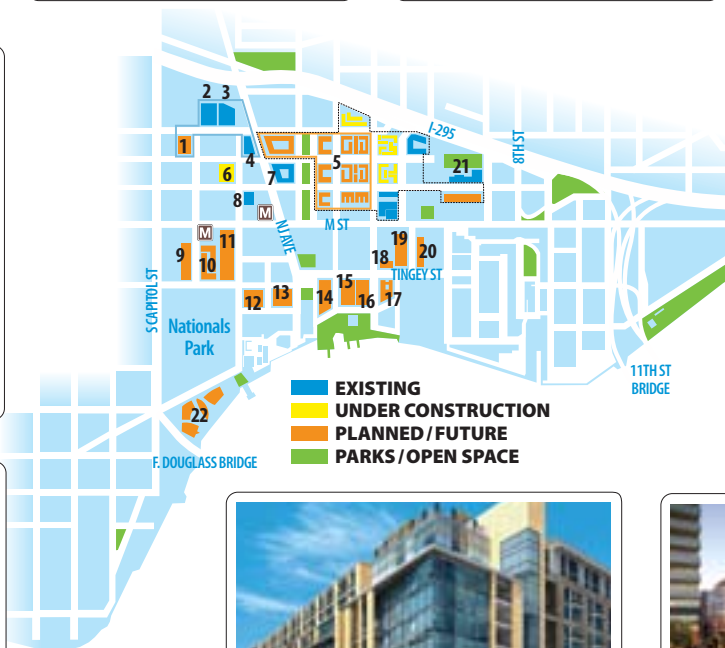 2 3
I-295
8TH ST
1
4
5
21
6
7
8
M
M ST
NJ AVE
M
9
10
11
18
19
20
TINGEY ST
S CAPITOL ST
12
13
14
15
16
17
Nationals
Park
11TH ST
BRIDGE
22
F. DOUGLASS BRIDGE
EXISTING
UNDER CONSTRUCTION
PLANNED/FUTURE
PARKS/OPEN SPACE